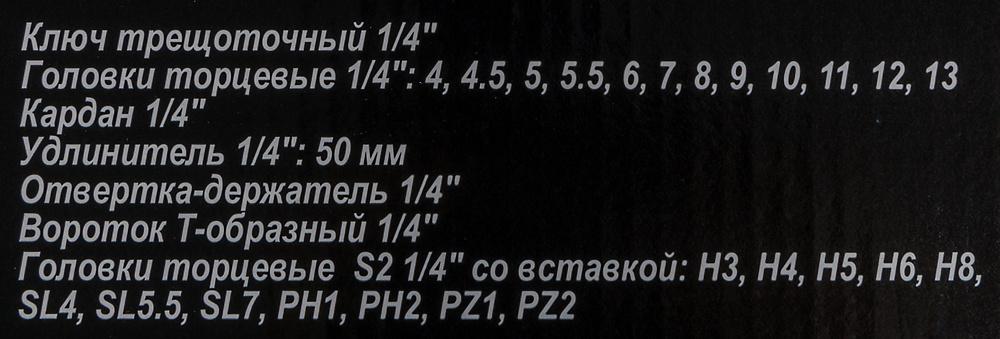 Ключ трещоточный 1/4"
Головки торцевые 1/4": 4, 4.5, 5, 5.5, 6, 7, 8, 9, 10, 11, 12, 13
Кардан 1/4"
Удлинитель 1/4": 50 мм
Отвертка-держатель 1/4"
Вороток Т-образный 1/4"
Головки торцевые S2 1/4" со вставкой: H3, H4, H5, H6, H8,
SL4, SL5.5, SL7, PH1, PH2, PZ1, PZ2